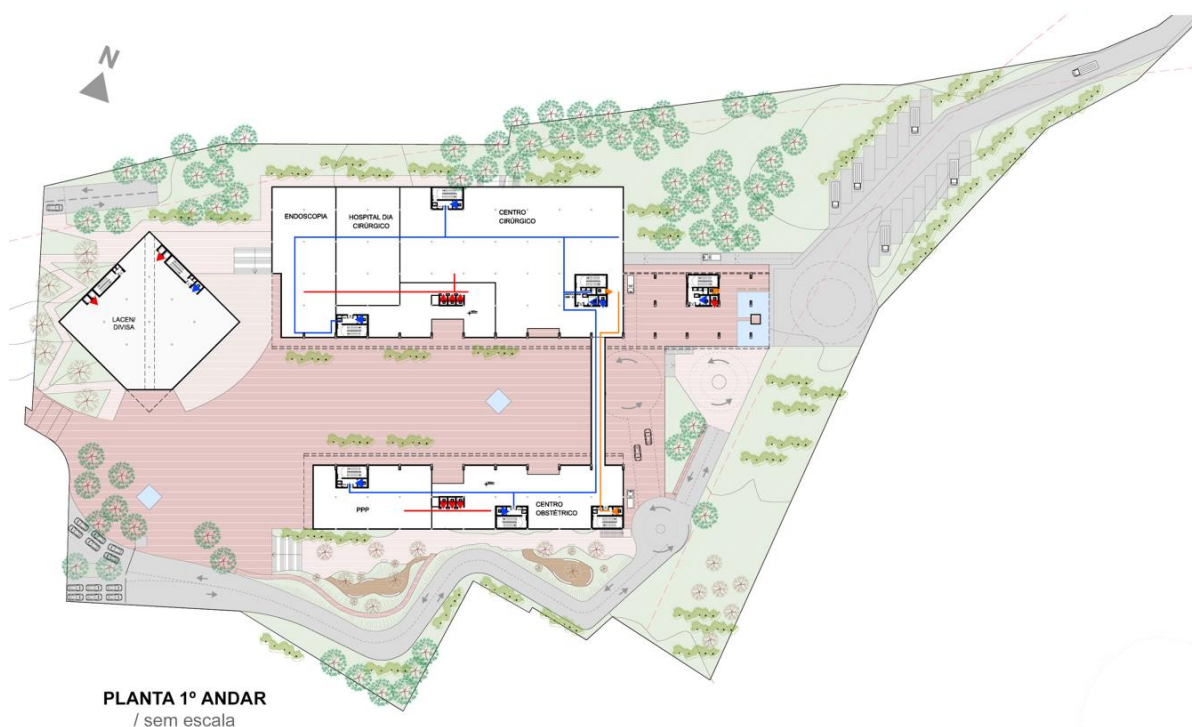 N
ENDOSCOPIA
HOSPITAL DIA
CIRÚRGICO
CENTRO
CIRÚRGICO
LACEN/
DIVISA
PPP
CENTRO
OBSTÉTRICO
PLANTA 1º ANDAR
/ sem escala